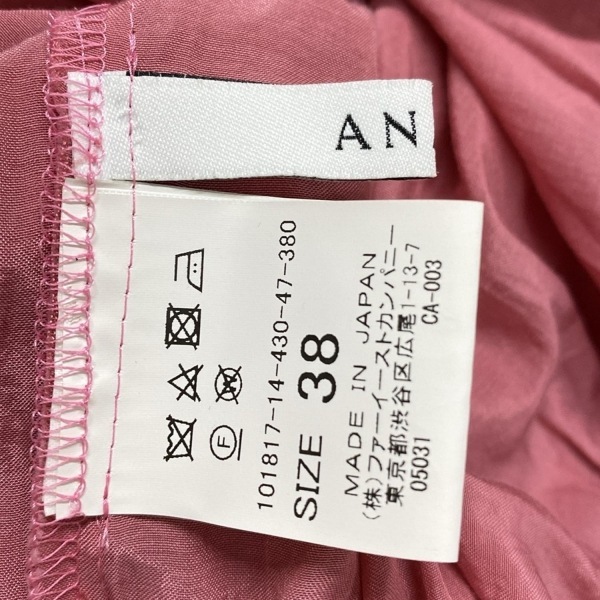 AN
F
101817-14-430-47-380
SIZE 38
MADE IN JAPAN
(株)ファーイーストカンパニー
東京都渋谷区広尾1-13-7
05031 CA-003